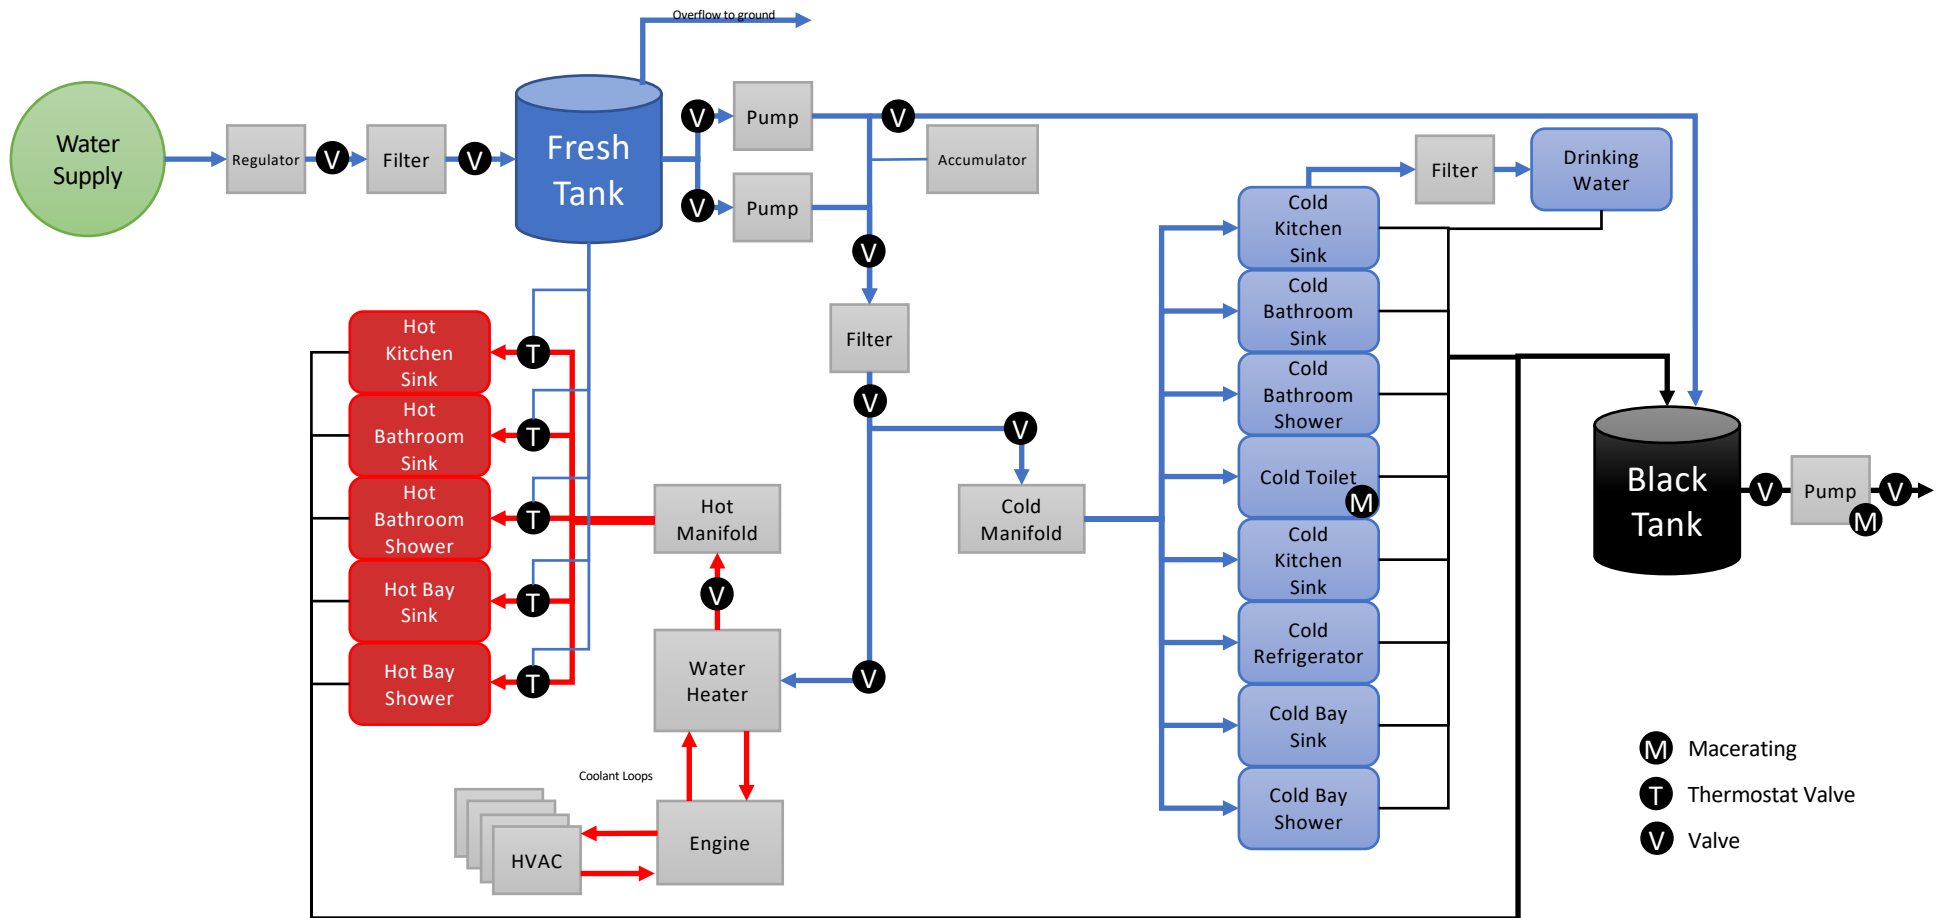 Overflow to ground
Water
Supply
Regulator
V
Filter
V
Fresh
Tank
V
Pump
V
V
Pump
Accumulator
V
Filter
V
V
Cold
Manifold
Filter
Drinking
Water
Cold
Kitchen
Sink
Cold
Bathroom
Sink
Cold
Bathroom
Shower
Cold Toilet
M
Cold
Kitchen
Sink
Cold
Refrigerator
Cold Bay
Sink
Cold Bay
Shower
Black
Tank
V
Pump
M
V
Hot
Kitchen
Sink
T
Hot
Bathroom
Sink
T
Hot
Bathroom
Shower
T
Hot Bay
Sink
T
Hot Bay
Shower
T
Hot
Manifold
V
Water
Heater
V
Coolant Loops
Engine
HVAC
M Macerating
T Thermostat Valve
V Valve